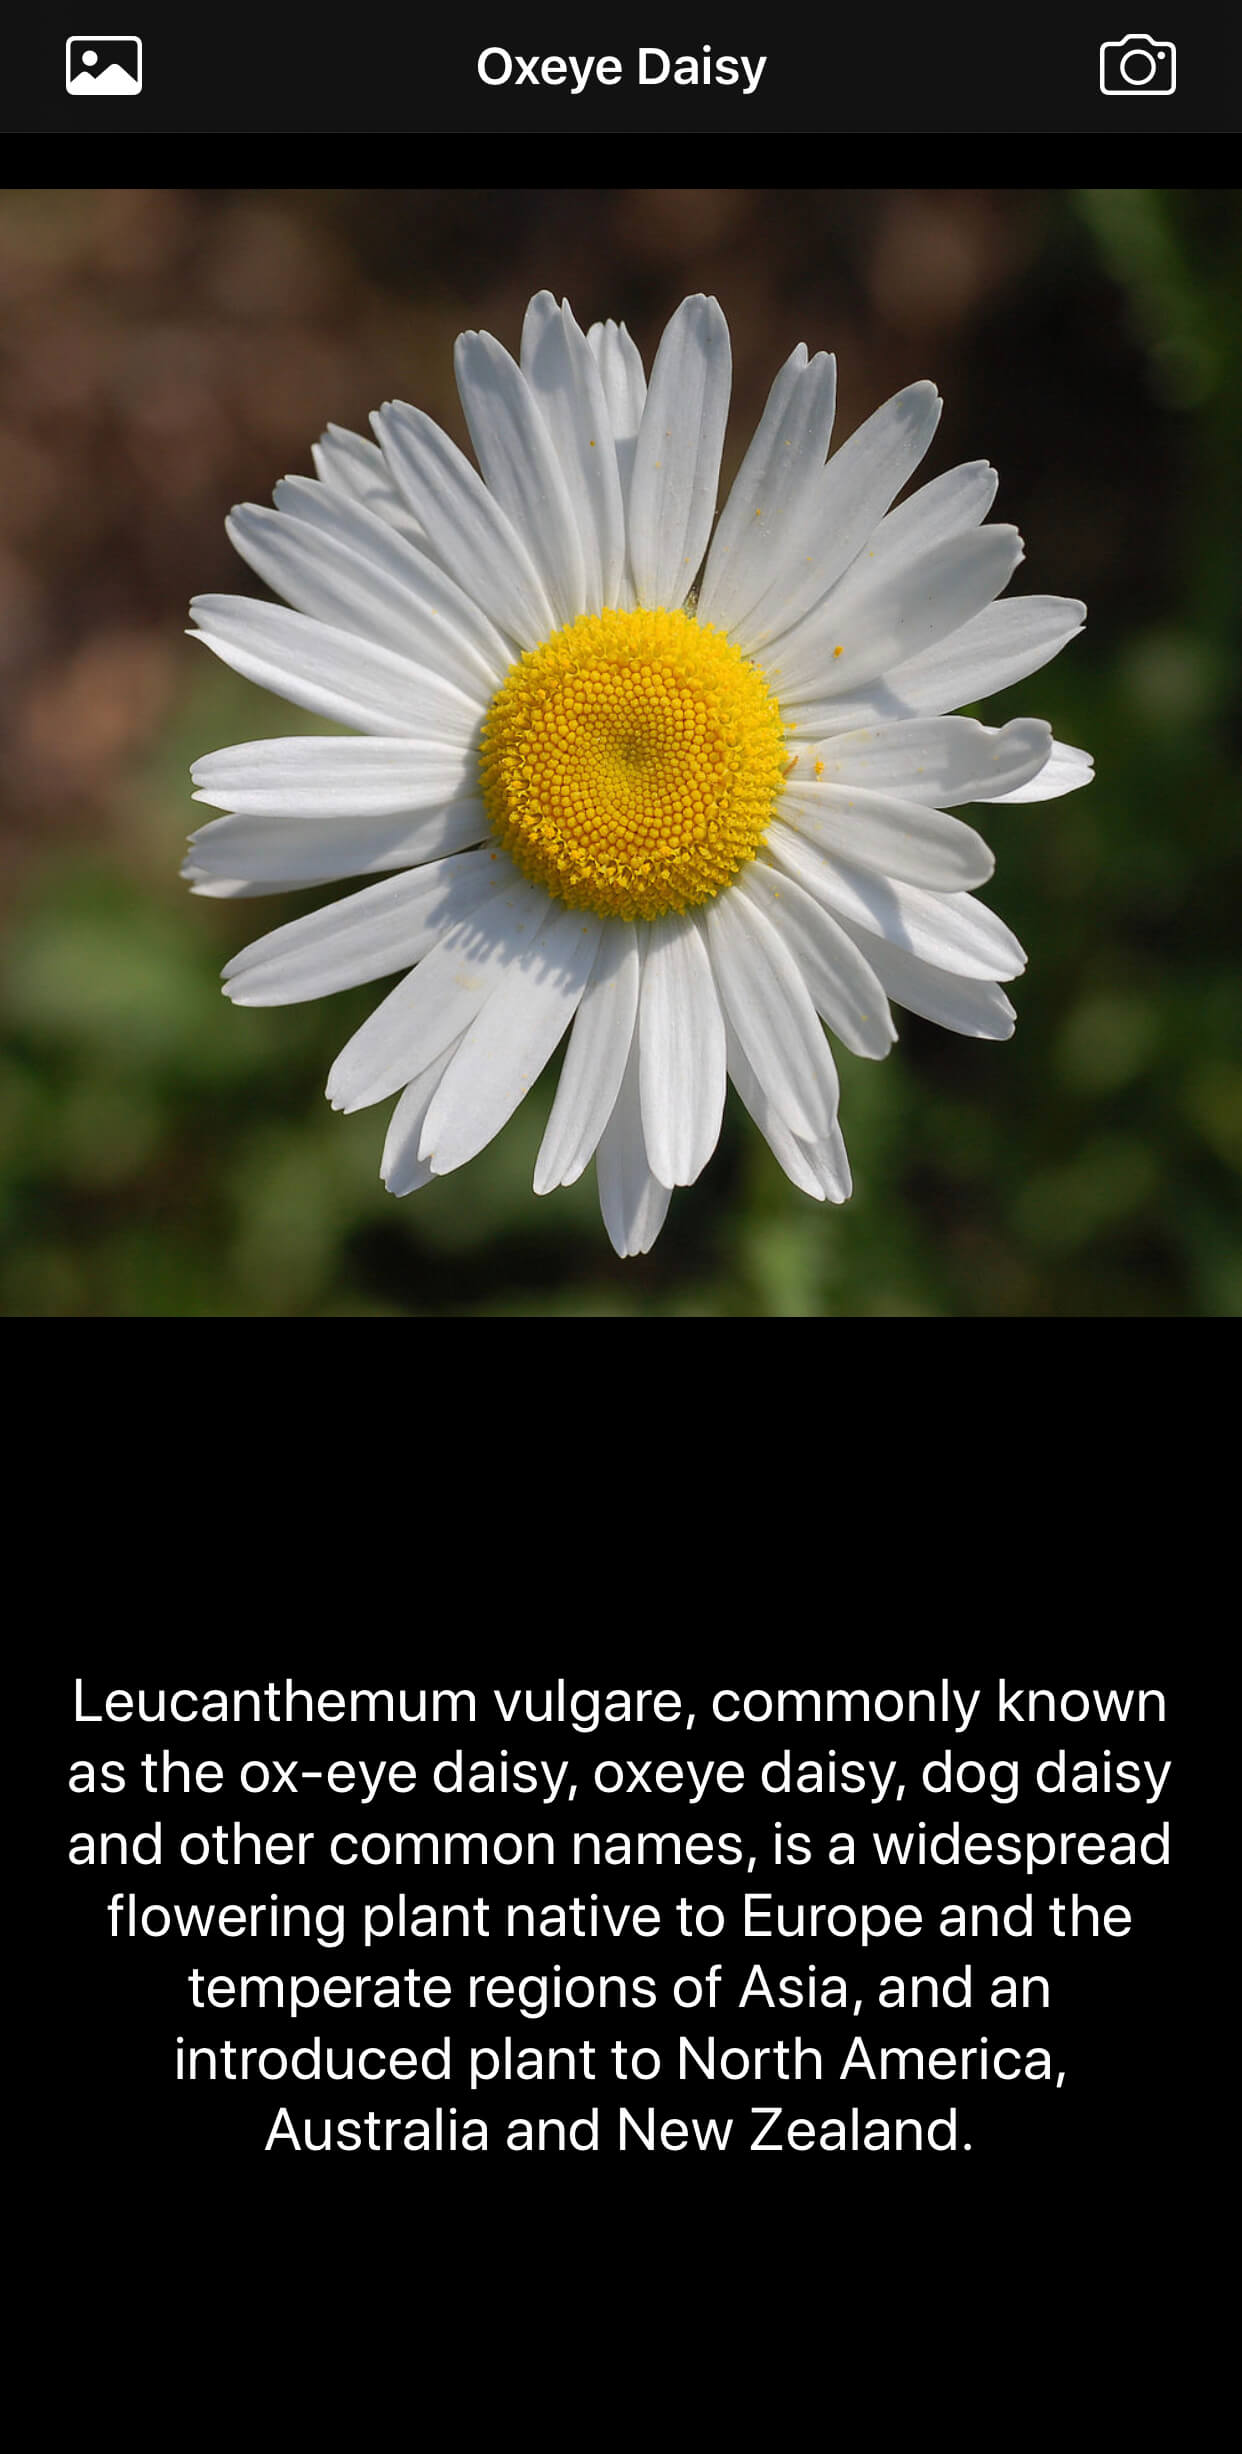 Oxeye Daisy
Leucanthemum vulgare, commonly known
as the ox-eye daisy, oxeye daisy, dog daisy
and other common names, is a widespread
flowering plant native to Europe and the
temperate regions of Asia, and an
introduced plant to North America,
Australia and New Zealand.